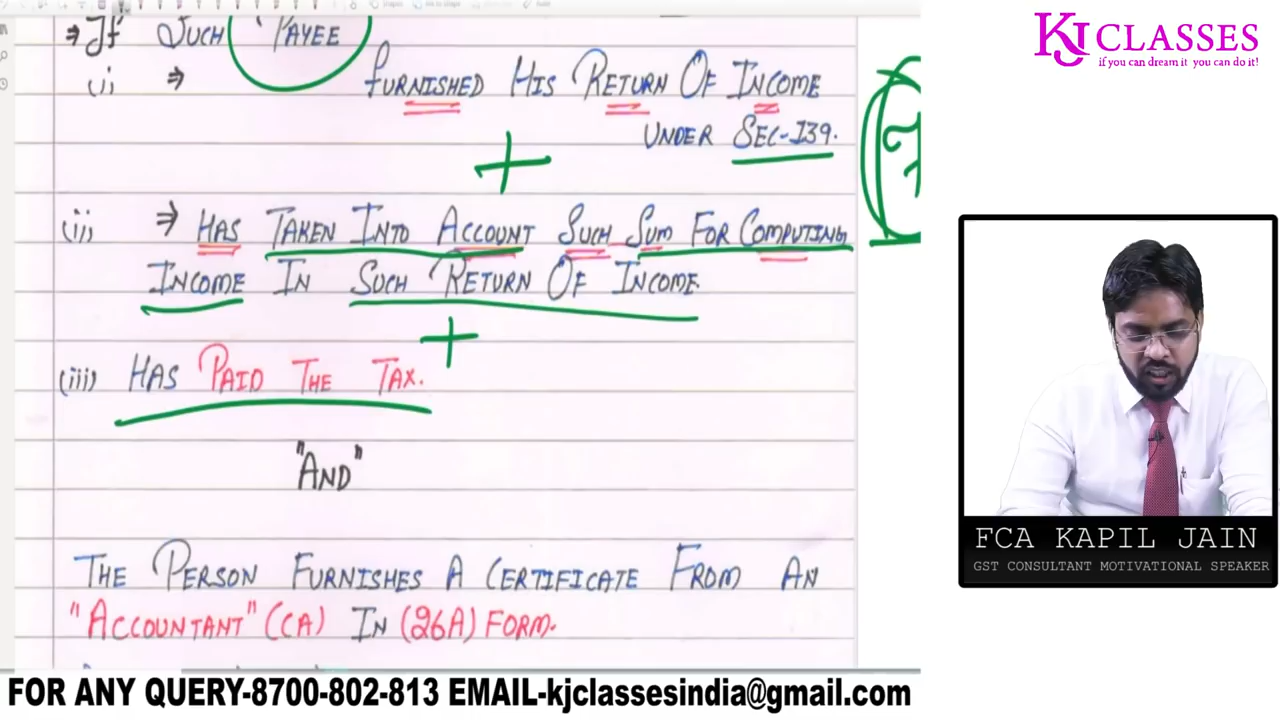 ⇒ If Such Payee
KJ CLASSES
if you can dream it you can do it!
(i) ⇒ Furnished His Return Of Income
Under Sec-139.
(ii) ⇒ Has Taken Into Account Such Sum For Computing
Income In Such Return Of Income.
(iii) Has Paid The Tax.
"And"
The Person Furnishes A Certificate From An
"Accountant" (CA) In (26A) Form.
FCA KAPIL JAIN
GST CONSULTANT MOTIVATIONAL SPEAKER
FOR ANY QUERY-8700-802-813 EMAIL-kjclassesindia@gmail.com